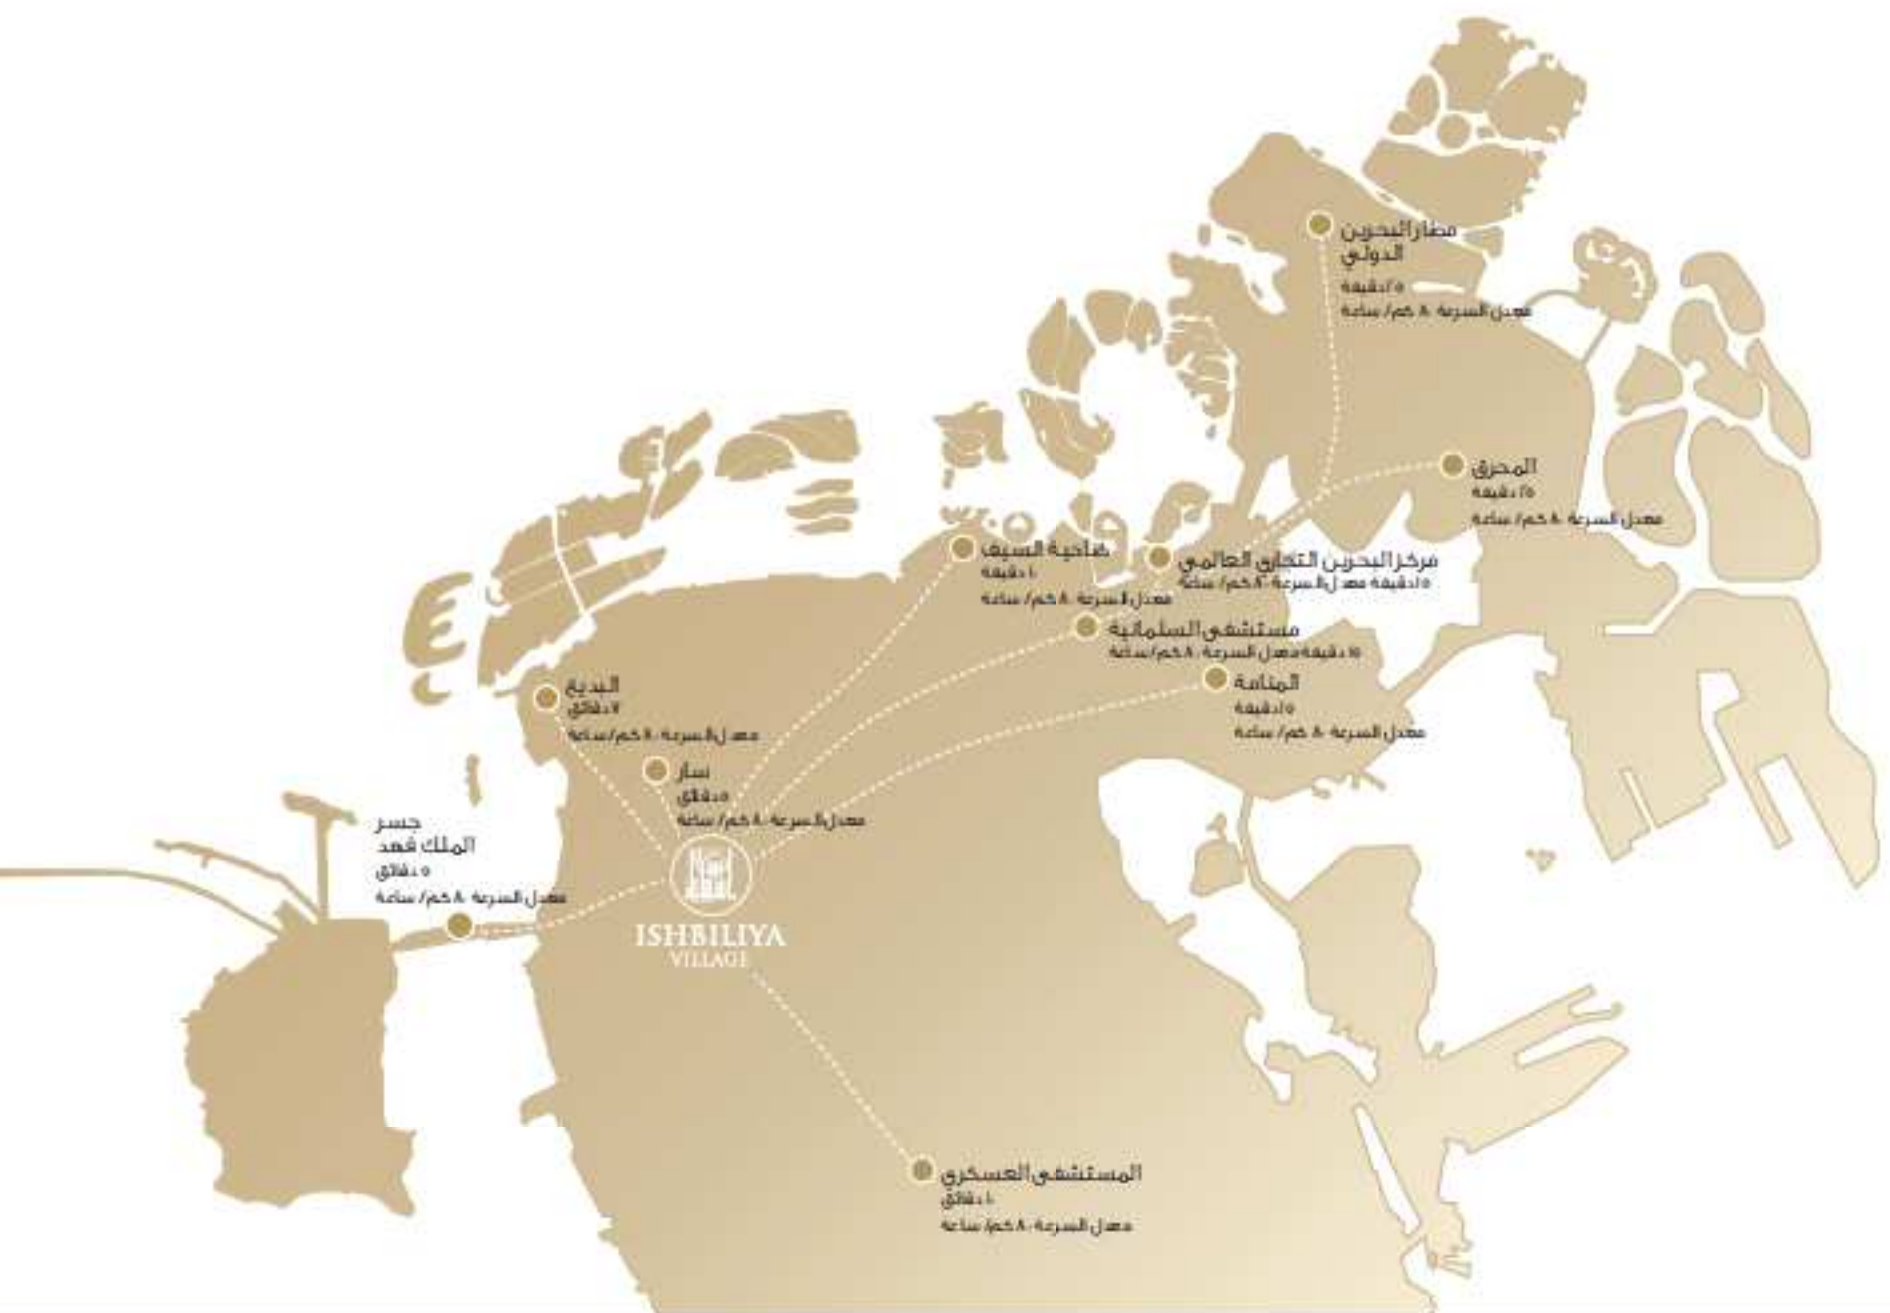 مطار البحرين
الدولي
٢٥ دقيقة
معدل السرعة ٨٠ كم/ ساعة
المحرق
٢٥ دقيقة
معدل السرعة ٨٠ كم/ ساعة
ضاحية السيف
١٠ دقيقة
معدل السرعة ٨٠ كم/ ساعة
مركز البحرين التجاري العالمي
١٥ دقيقة معدل السرعة ٨٠ كم/ ساعة
مستشفى السلمانية
١٥ دقيقة معدل السرعة ٨٠ كم/ساعة
المنامة
١٥ دقيقة
معدل السرعة ٨٠ كم/ ساعة
البديع
٧ دقائق
معدل السرعة ٨٠ كم/ساعة
سار
٥ دقائق
معدل السرعة ٨٠ كم/ ساعة
جسر
الملك فهد
٥ دقائق
معدل السرعة ٨٠ كم/ ساعة
ISHBILIYA
VILLAGE
المستشفى العسكري
١٠ دقائق
معدل السرعة ٨٠ كم/ ساعة